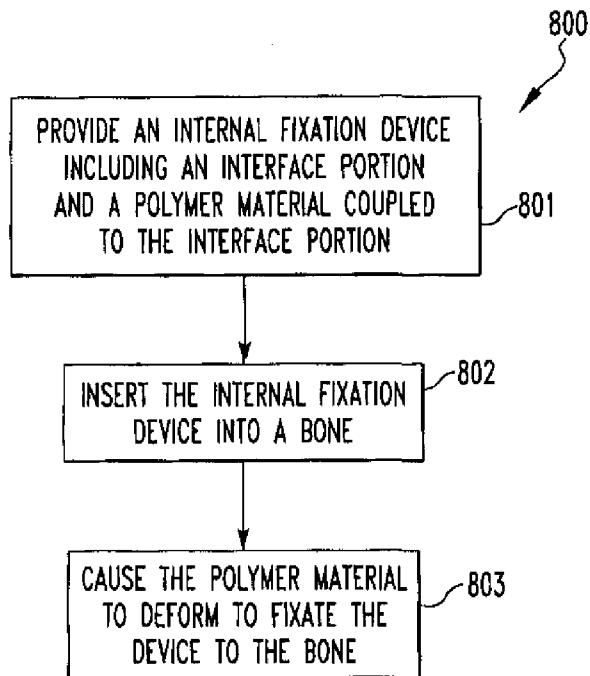 800
PROVIDE AN INTERNAL FIXATION DEVICE
INCLUDING AN INTERFACE PORTION
AND A POLYMER MATERIAL COUPLED
TO THE INTERFACE PORTION
801
INSERT THE INTERNAL FIXATION
DEVICE INTO A BONE
802
CAUSE THE POLYMER MATERIAL
TO DEFORM TO FIXATE THE
DEVICE TO THE BONE
803